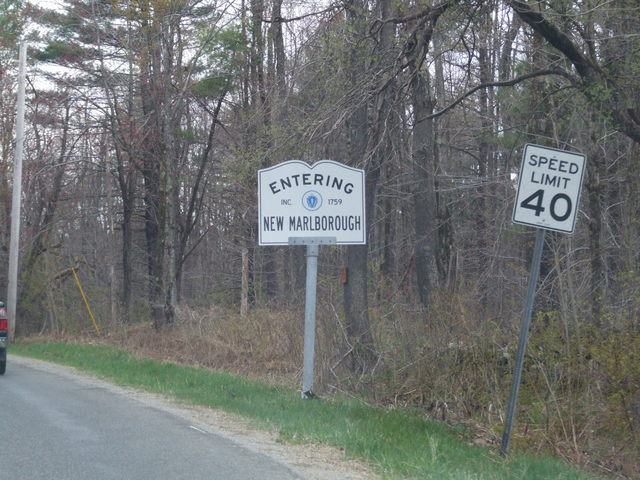 ENTERING
INC. 1759
NEW MARLBOROUGH
SPEED
LIMIT
40